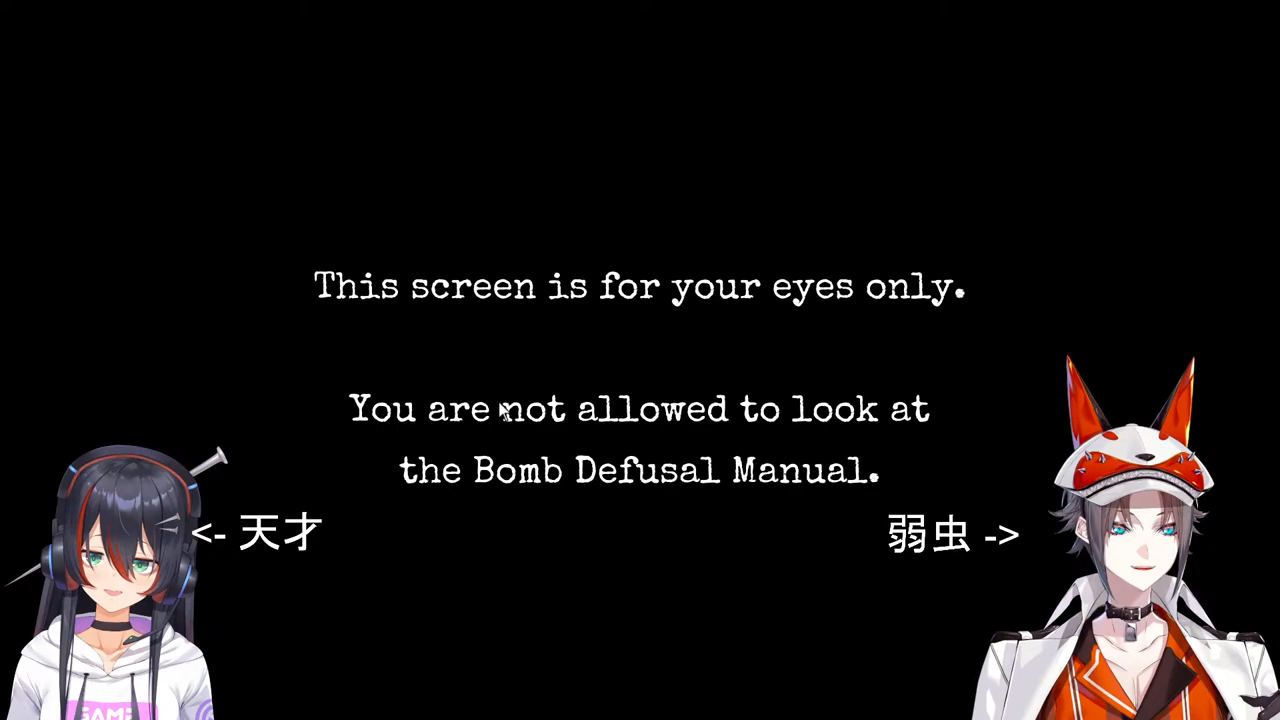 This screen is for your eyes only.
You are not allowed to look at
the Bomb Defusal Manual.
<- 天才
弱虫 ->
GAME